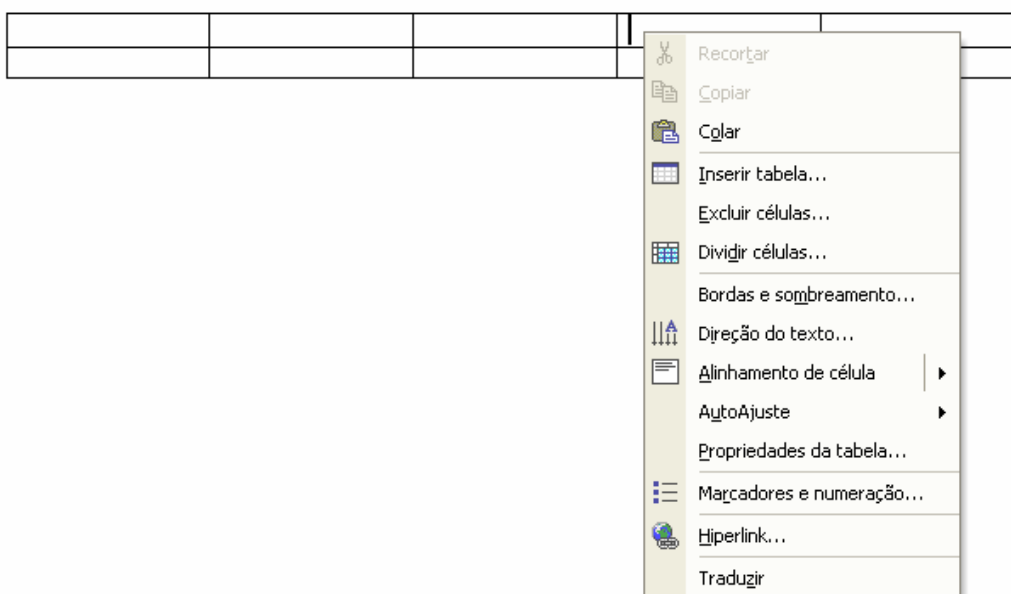 Recortar
Copiar
Colar
Inserir tabela...
Excluir células...
Dividir células...
Bordas e sombreamento...
Direção do texto...
Alinhamento de célula
AutoAjuste
Propriedades da tabela...
Marcadores e numeração...
Hiperlink...
Traduzir